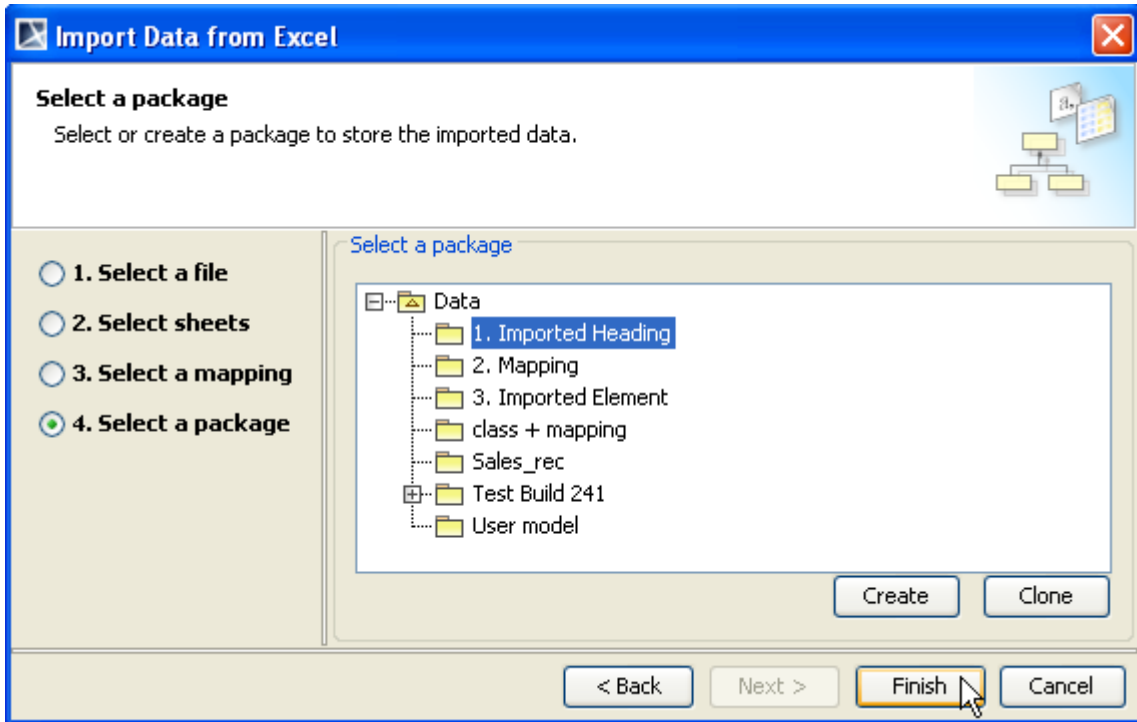 Import Data from Excel
Select a package
Select or create a package to store the imported data.
a,
1. Select a file
2. Select sheets
3. Select a mapping
4. Select a package
Select a package
Data
1. Imported Heading
2. Mapping
3. Imported Element
class + mapping
Sales_rec
Test Build 241
User model
Create Clone
< Back Next > Finish Cancel